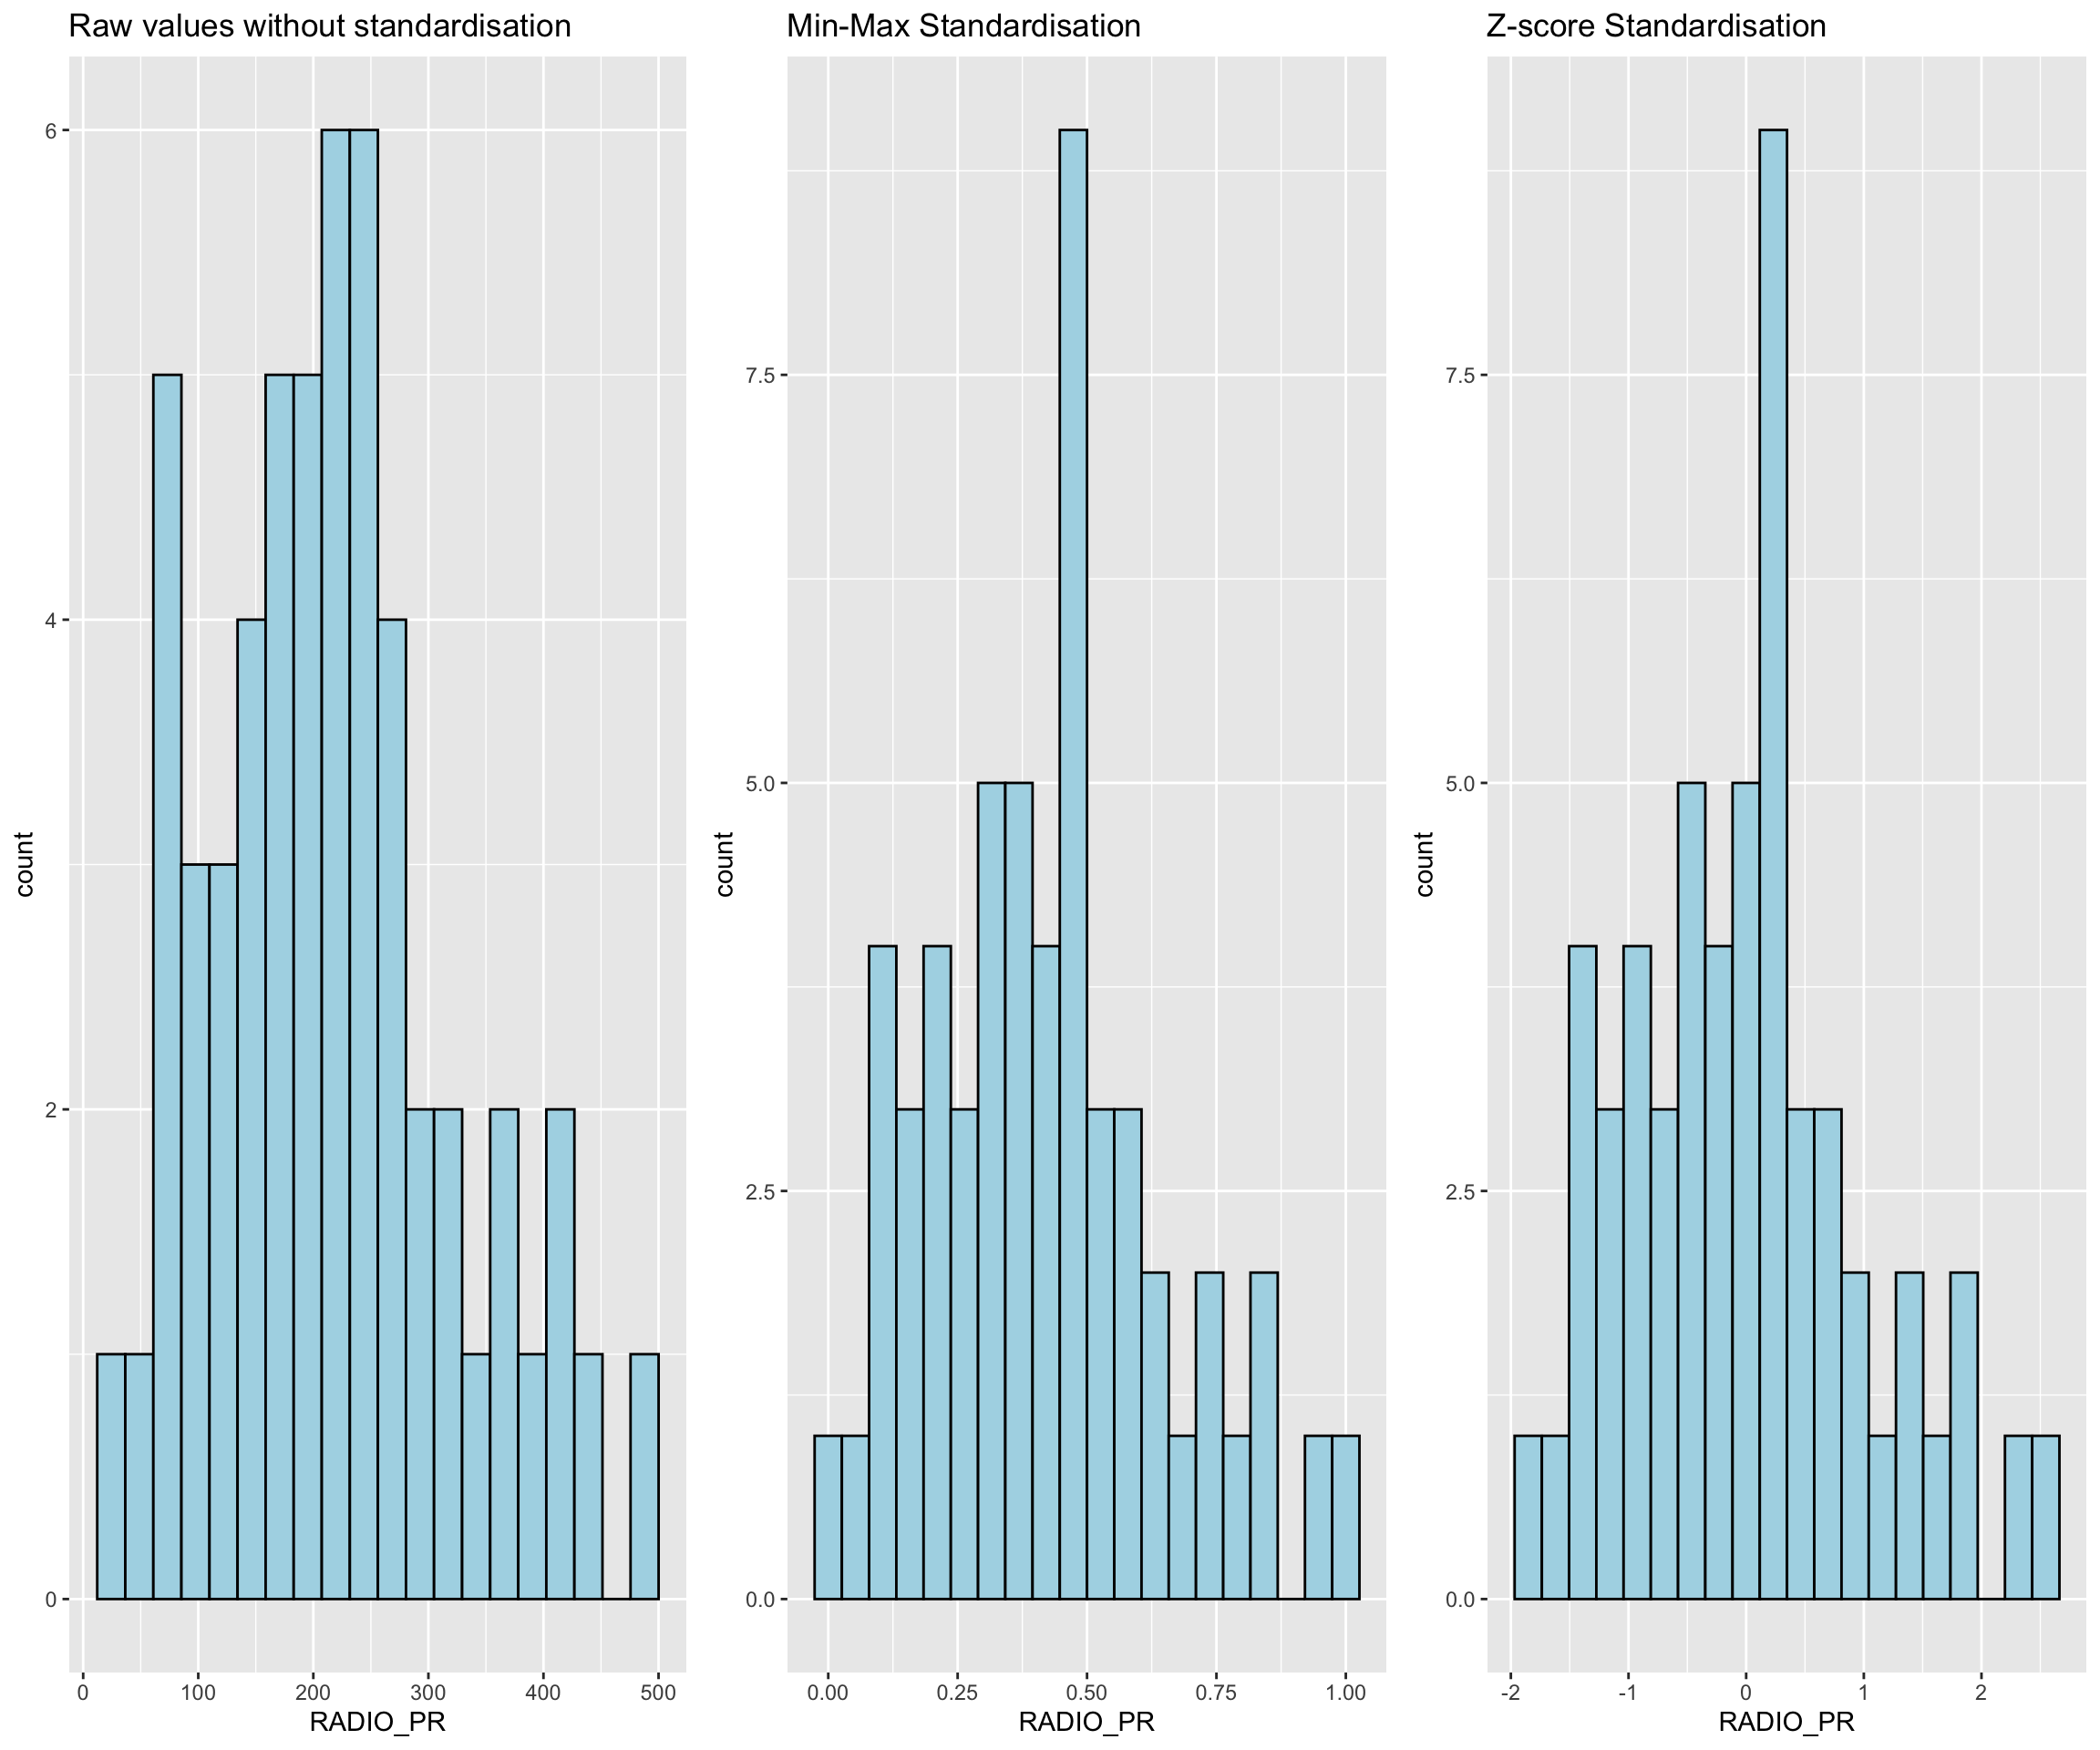 Raw values without standardisation
Min-Max Standardisation
Z-score Standardisation
6
4
2
0
count
0 100 200 300 400 500
RADIO_PR
7.5
5.0
2.5
0.0
count
0.00 0.25 0.50 0.75 1.00
RADIO_PR
7.5
5.0
2.5
0.0
count
-2 -1 0 1 2
RADIO_PR